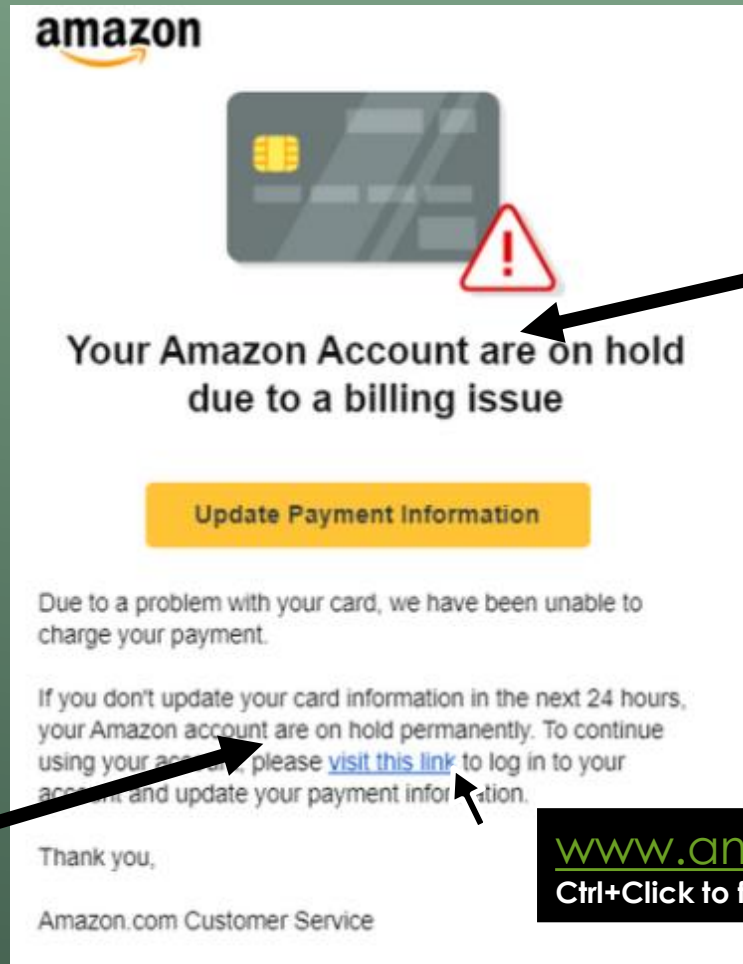 amazon
Your Amazon Account are on hold
due to a billing issue
Update Payment Information
Due to a problem with your card, we have been unable to
charge your payment.
If you don't update your card information in the next 24 hours,
your Amazon account are on hold permanently. To continue
using your account, please visit this link to log in to your
account and update your payment information.
Thank you,
Amazon.com Customer Service
Ctrl+Click to